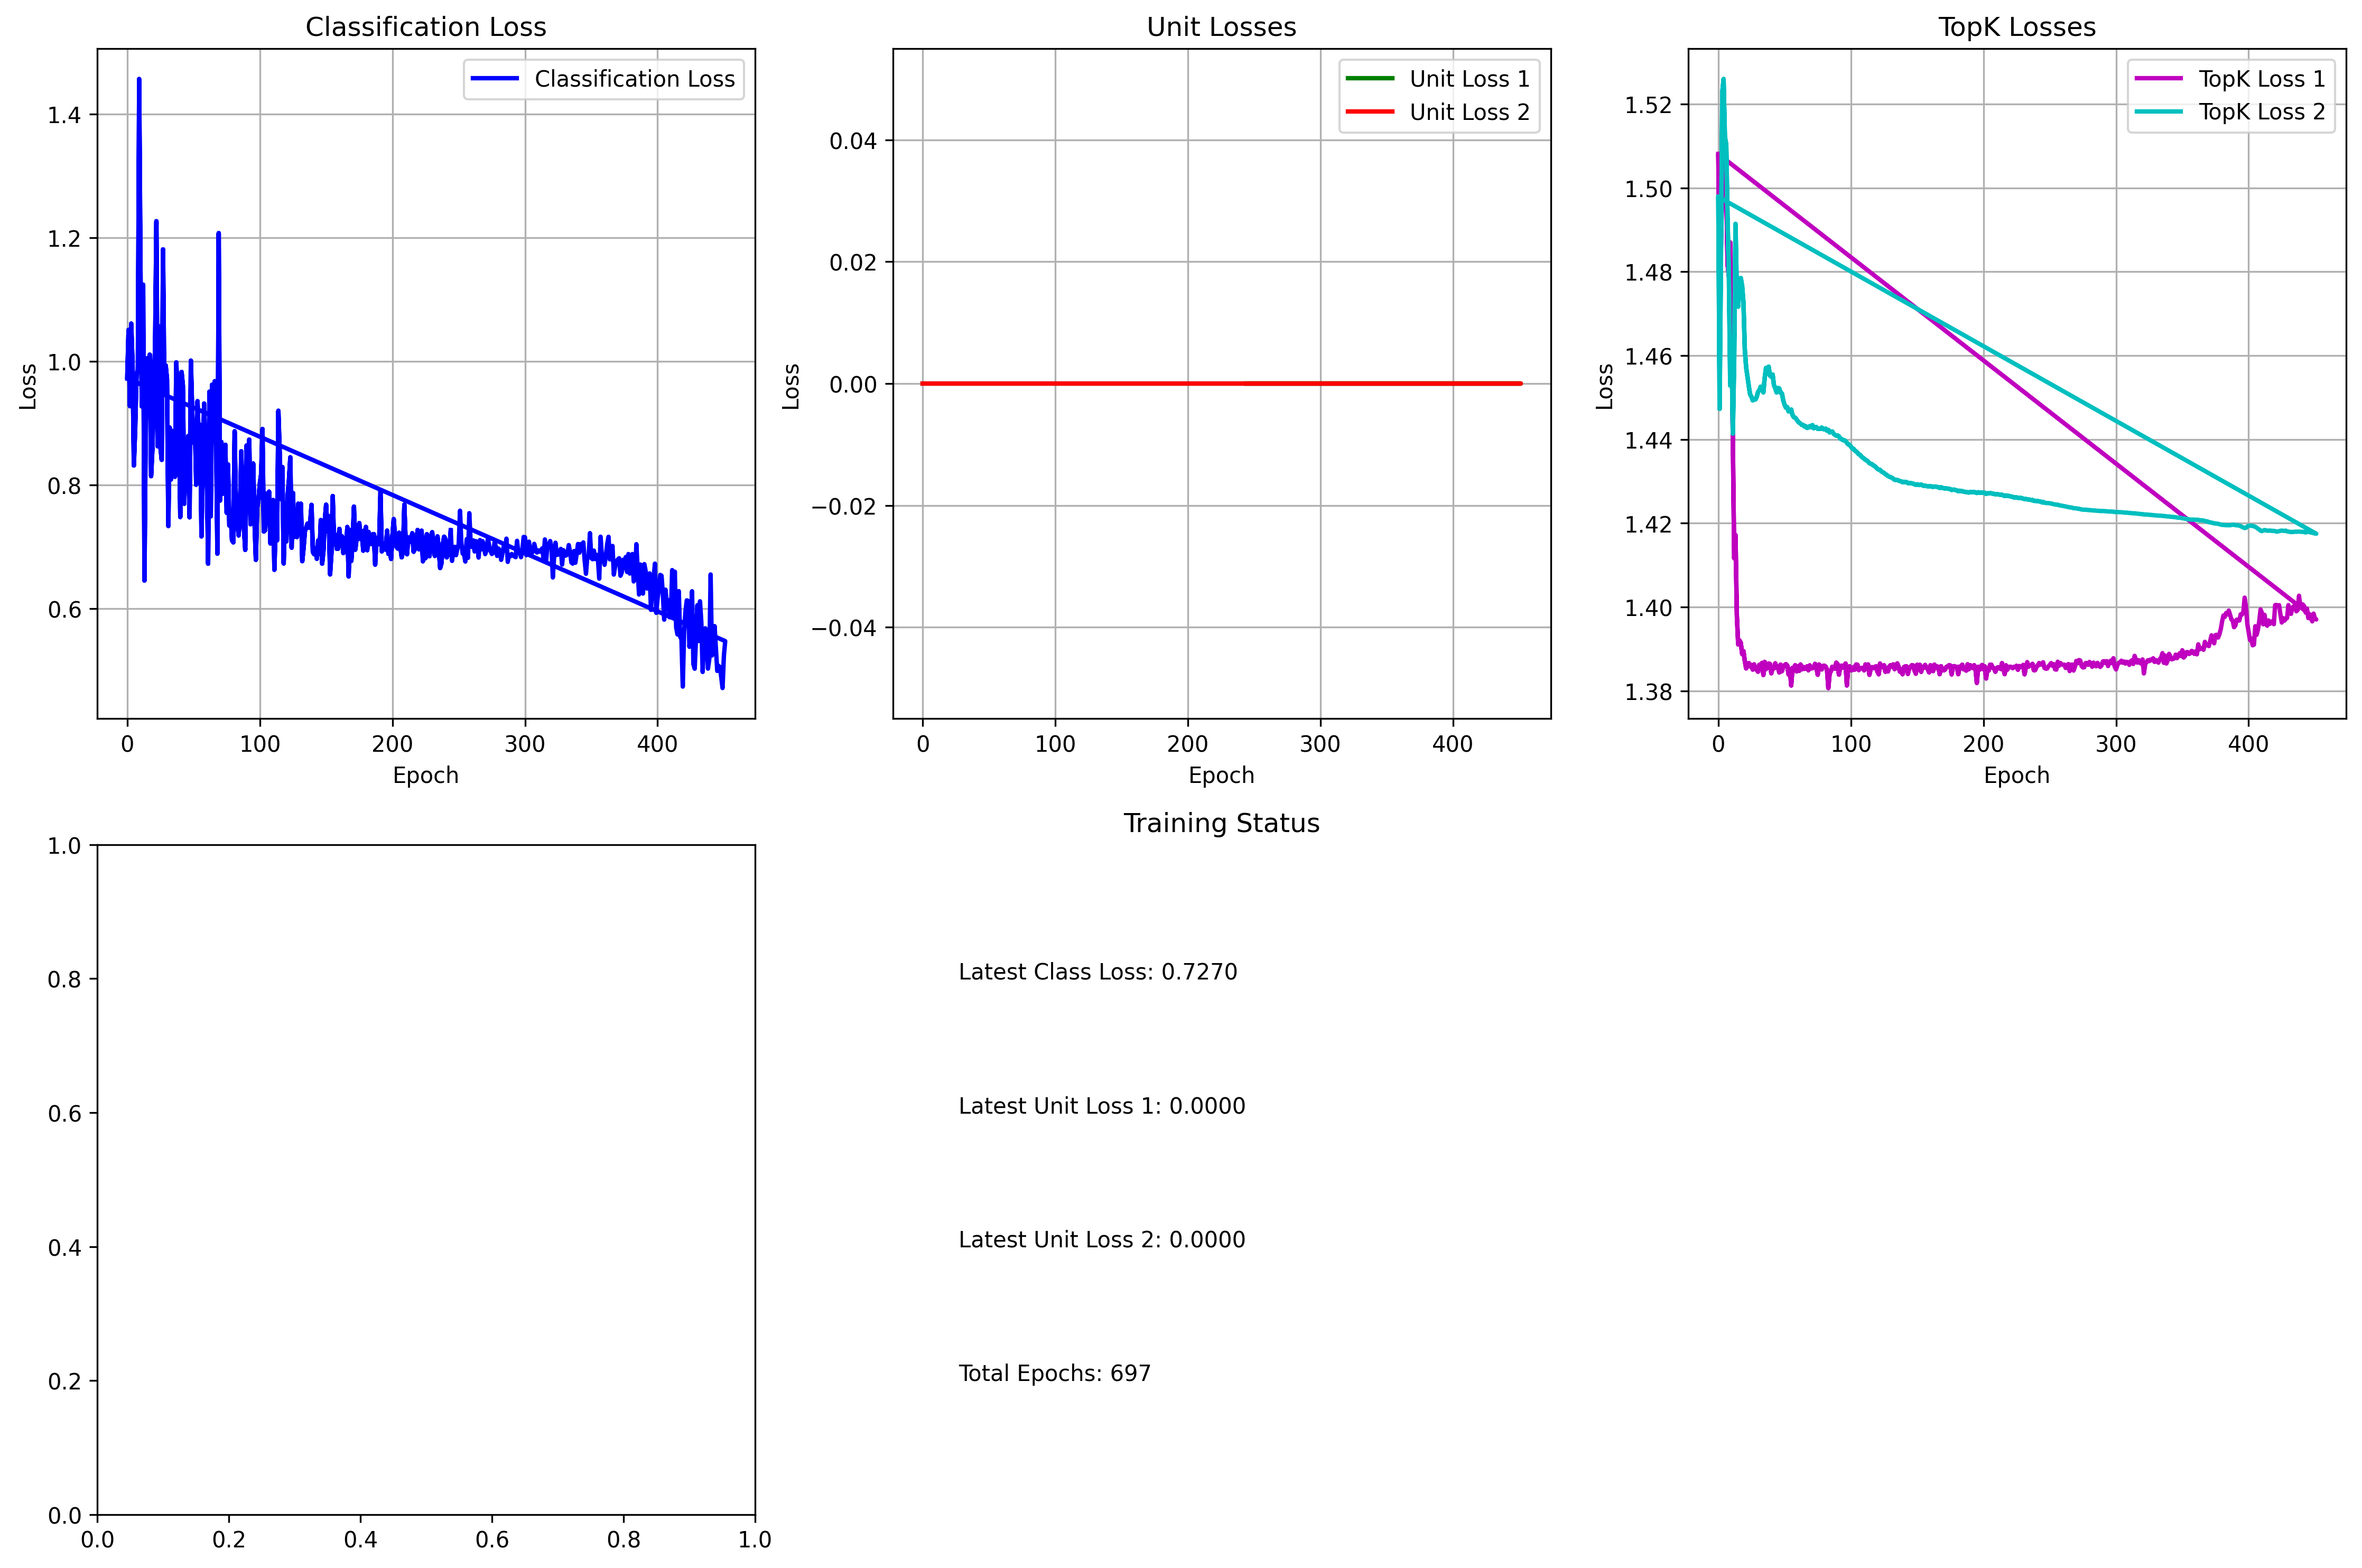 Classification Loss
Classification Loss
1.4
1.2
1.0
0.8
0.6
Loss
0 100 200 300 400
Epoch
Unit Losses
Unit Loss 1
Unit Loss 2
0.04
0.02
0.00
−0.02
−0.04
Loss
0 100 200 300 400
Epoch
TopK Losses
TopK Loss 1
TopK Loss 2
1.52
1.50
1.48
1.46
1.44
1.42
1.40
1.38
Loss
0 100 200 300 400
Epoch
1.0
0.8
0.6
0.4
0.2
0.0
0.0 0.2 0.4 0.6 0.8 1.0
Training Status
Latest Class Loss: 0.7270
Latest Unit Loss 1: 0.0000
Latest Unit Loss 2: 0.0000
Total Epochs: 697